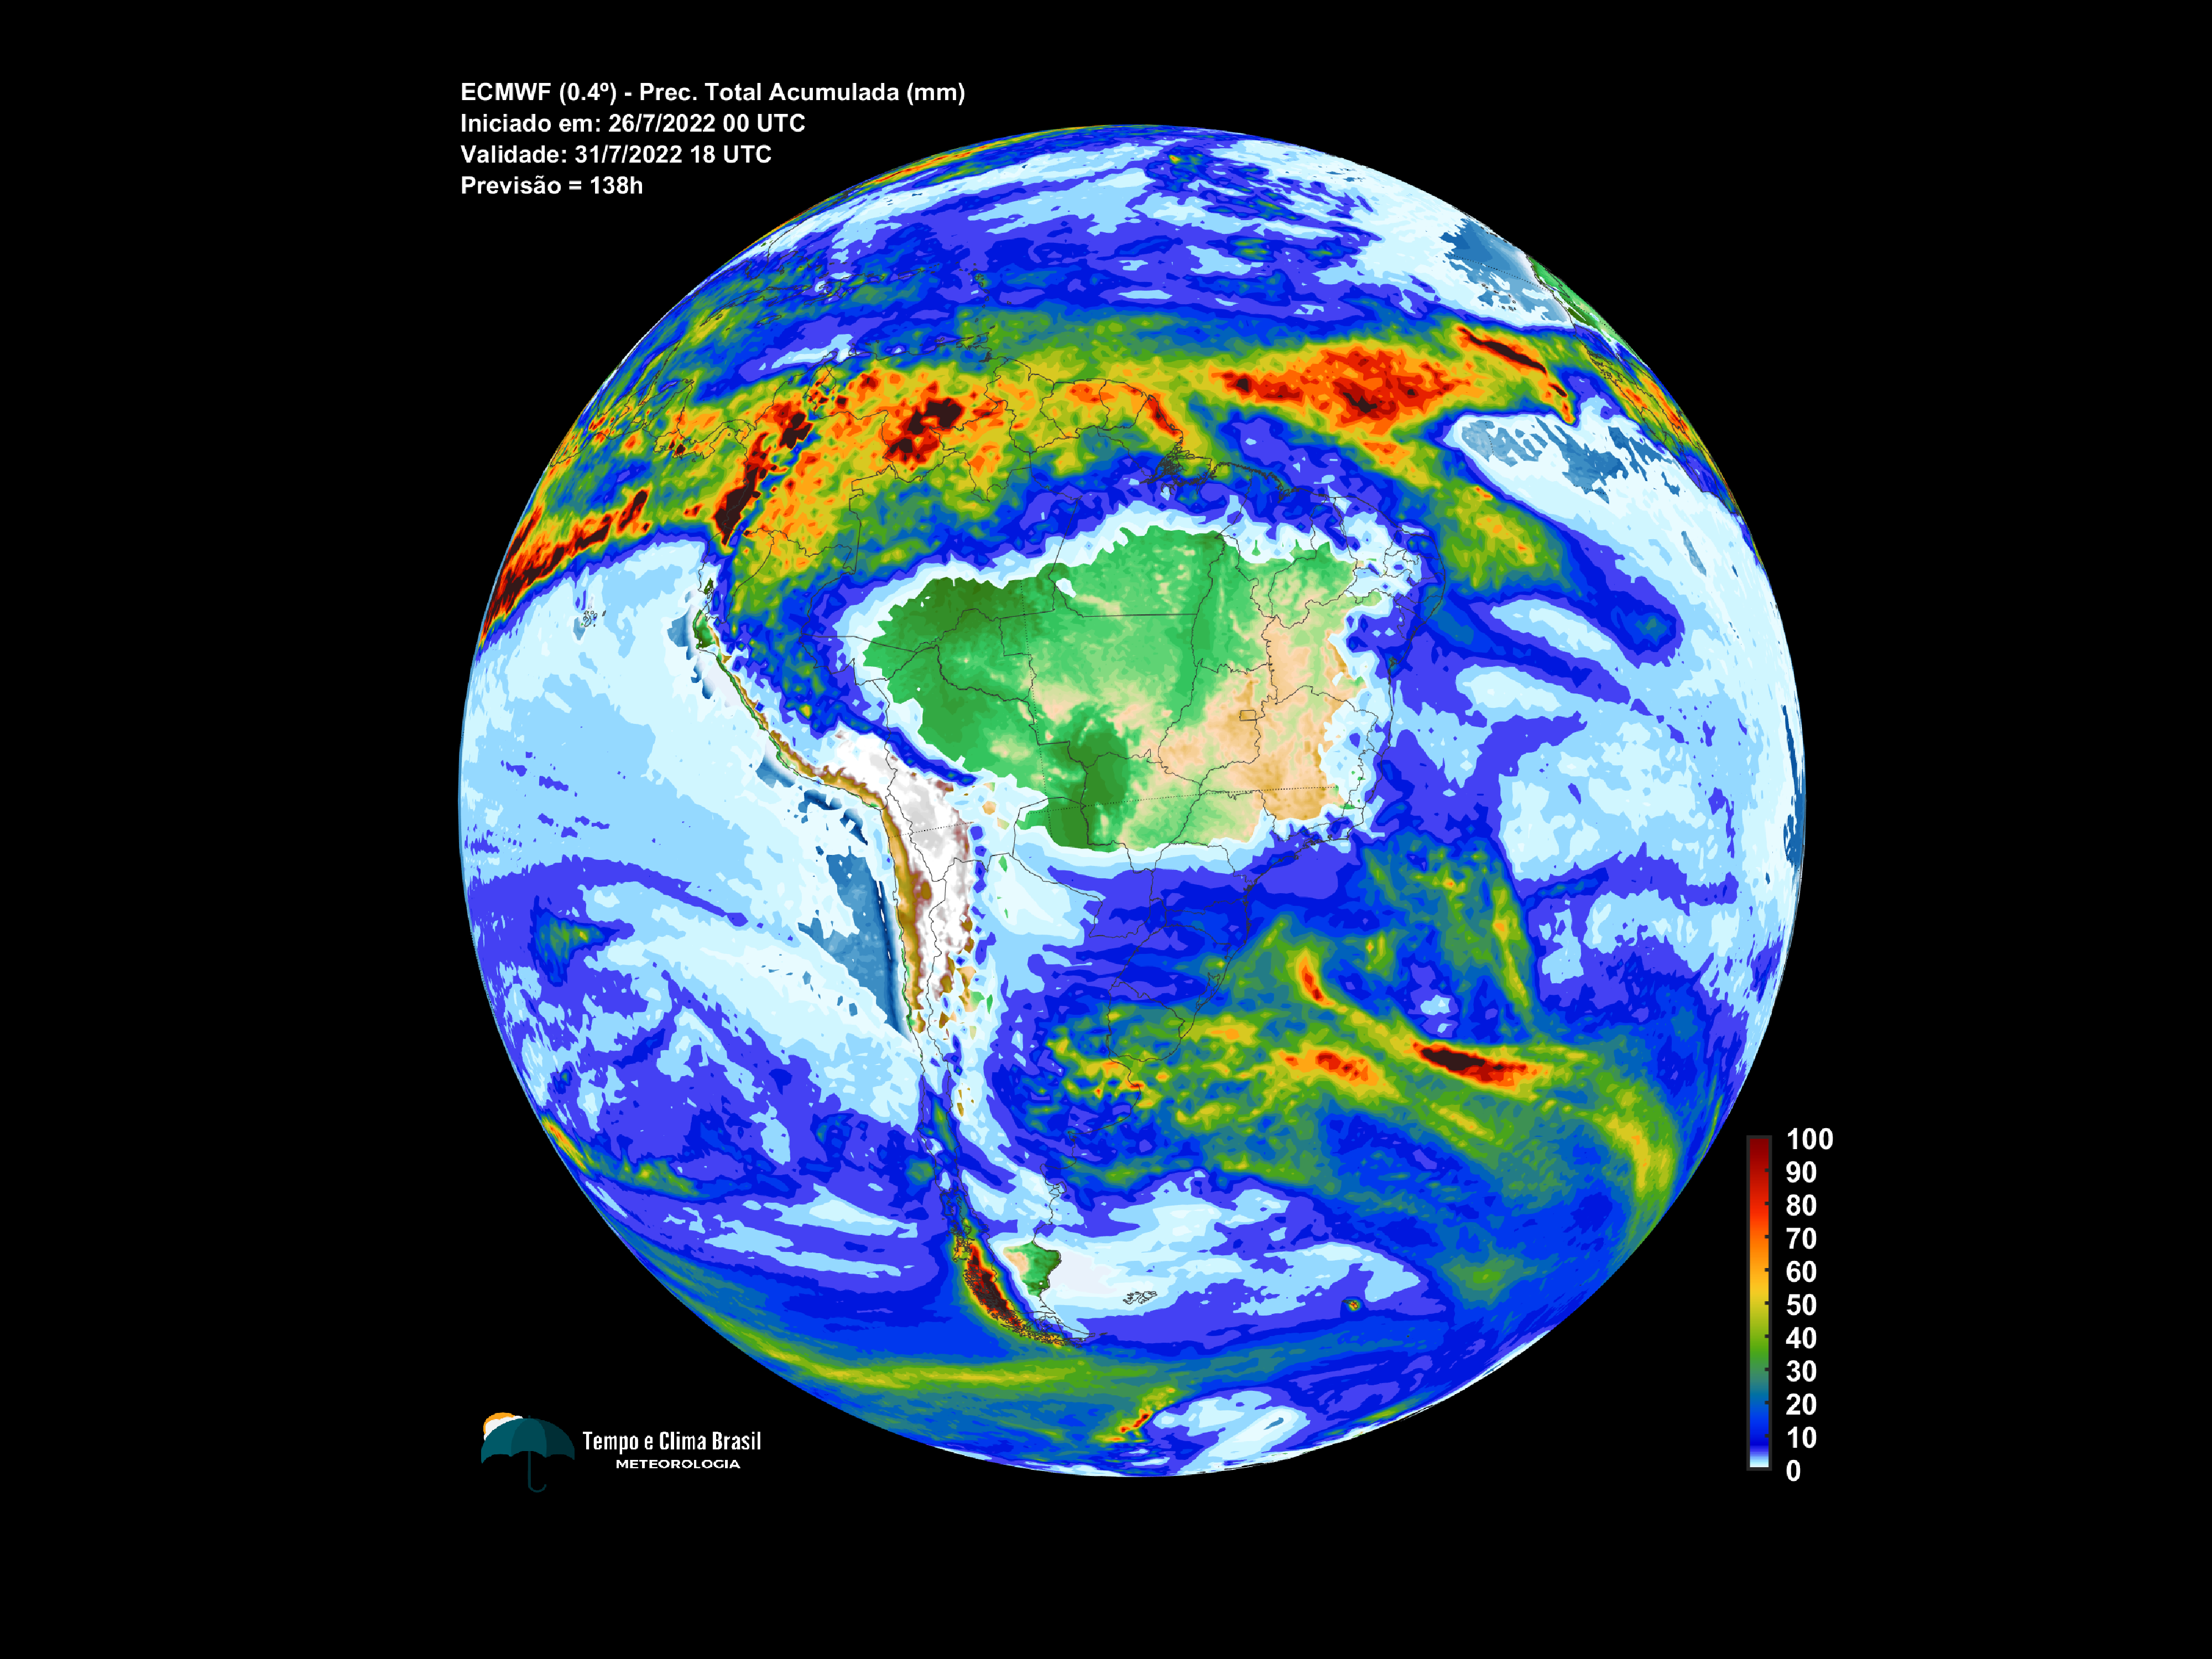 ECMWF (0.4º) - Prec. Total Acumulada (mm)
Iniciado em: 26/7/2022 00 UTC
Validade: 31/7/2022 18 UTC
Previsão = 138h
100
90
80
70
60
50
40
30
20
10
0
Tempo e Clima Brasil
METEOROLOGIA